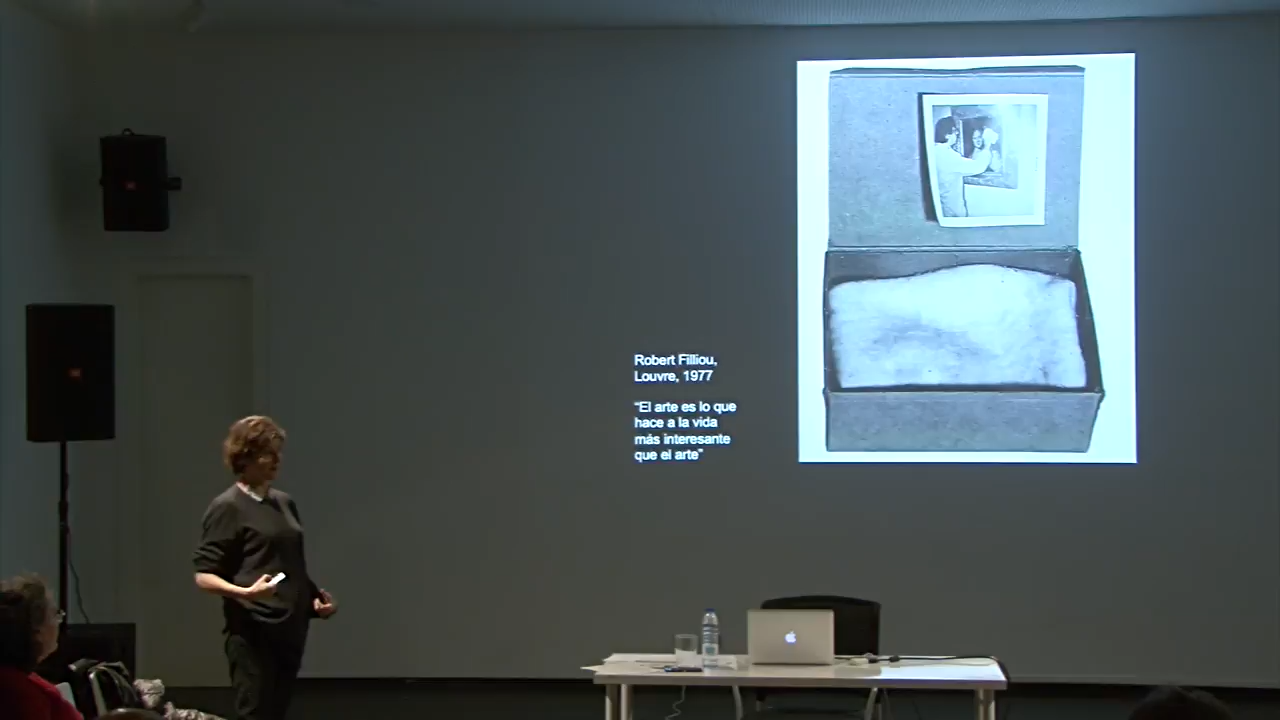 Robert Filliou,
Louvre, 1977
“El arte es lo que
hace a la vida
más interesante
que el arte”